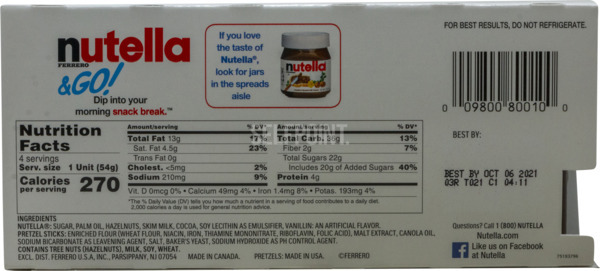 FOR BEST RESULTS, DO NOT REFRIGERATE.
nutella
FERRERO
&GO!
Dip into your
morning snack break.™
If you love
the taste of
Nutella®,
look for jars
in the spreads
aisle
nutella
0 09800 80010 0
BEST BY:
BEST BY OCT 06 2021
03R T021 C1 04:11
Nutrition
Facts
4 servings
Serv. size 1 Unit (54g)
Calories
per serving 270
Amount/serving % DV*
Total Fat 13g 17%
Sat. Fat 4.5g 23%
Trans Fat 0g
Cholest. <5mg 2%
Sodium 210mg 9%
Amount/serving % DV*
Total Carb. 13%
Fiber 2g 7%
Total Sugars 22g
Includes 20g of Added Sugars 40%
Protein 4g
Vit. D 0mcg 0% • Calcium 49mg 4% • Iron 1.4mg 8% • Potas. 193mg 4%
*The % Daily Value (DV) tells you how much a nutrient in a serving of food contributes to a daily diet.
2,000 calories a day is used for general nutrition advice.
INGREDIENTS
NUTELLA®: SUGAR, PALM OIL, HAZELNUTS, SKIM MILK, COCOA, SOY LECITHIN AS EMULSIFIER, VANILLIN: AN ARTIFICIAL FLAVOR.
PRETZEL STICKS: ENRICHED FLOUR (WHEAT FLOUR, NIACIN, IRON, THIAMINE MONONITRATE, RIBOFLAVIN, FOLIC ACID), MALT EXTRACT, CANOLA OIL,
SODIUM BICARBONATE AS LEAVENING AGENT, SALT, BAKER'S YEAST, SODIUM HYDROXIDE AS PH CONTROL AGENT.
CONTAINS TREE NUTS (HAZELNUTS), MILK, SOY, WHEAT.
EXCL. DIST. FERRERO U.S.A., INC., PARSIPPANY, NJ 07054 MADE IN CANADA. PRETZELS: MADE IN USA. ©FERRERO
Questions? Call 1 (800) NUTELLA
Nutella.com
f Like us on Facebook
at Nutella.com